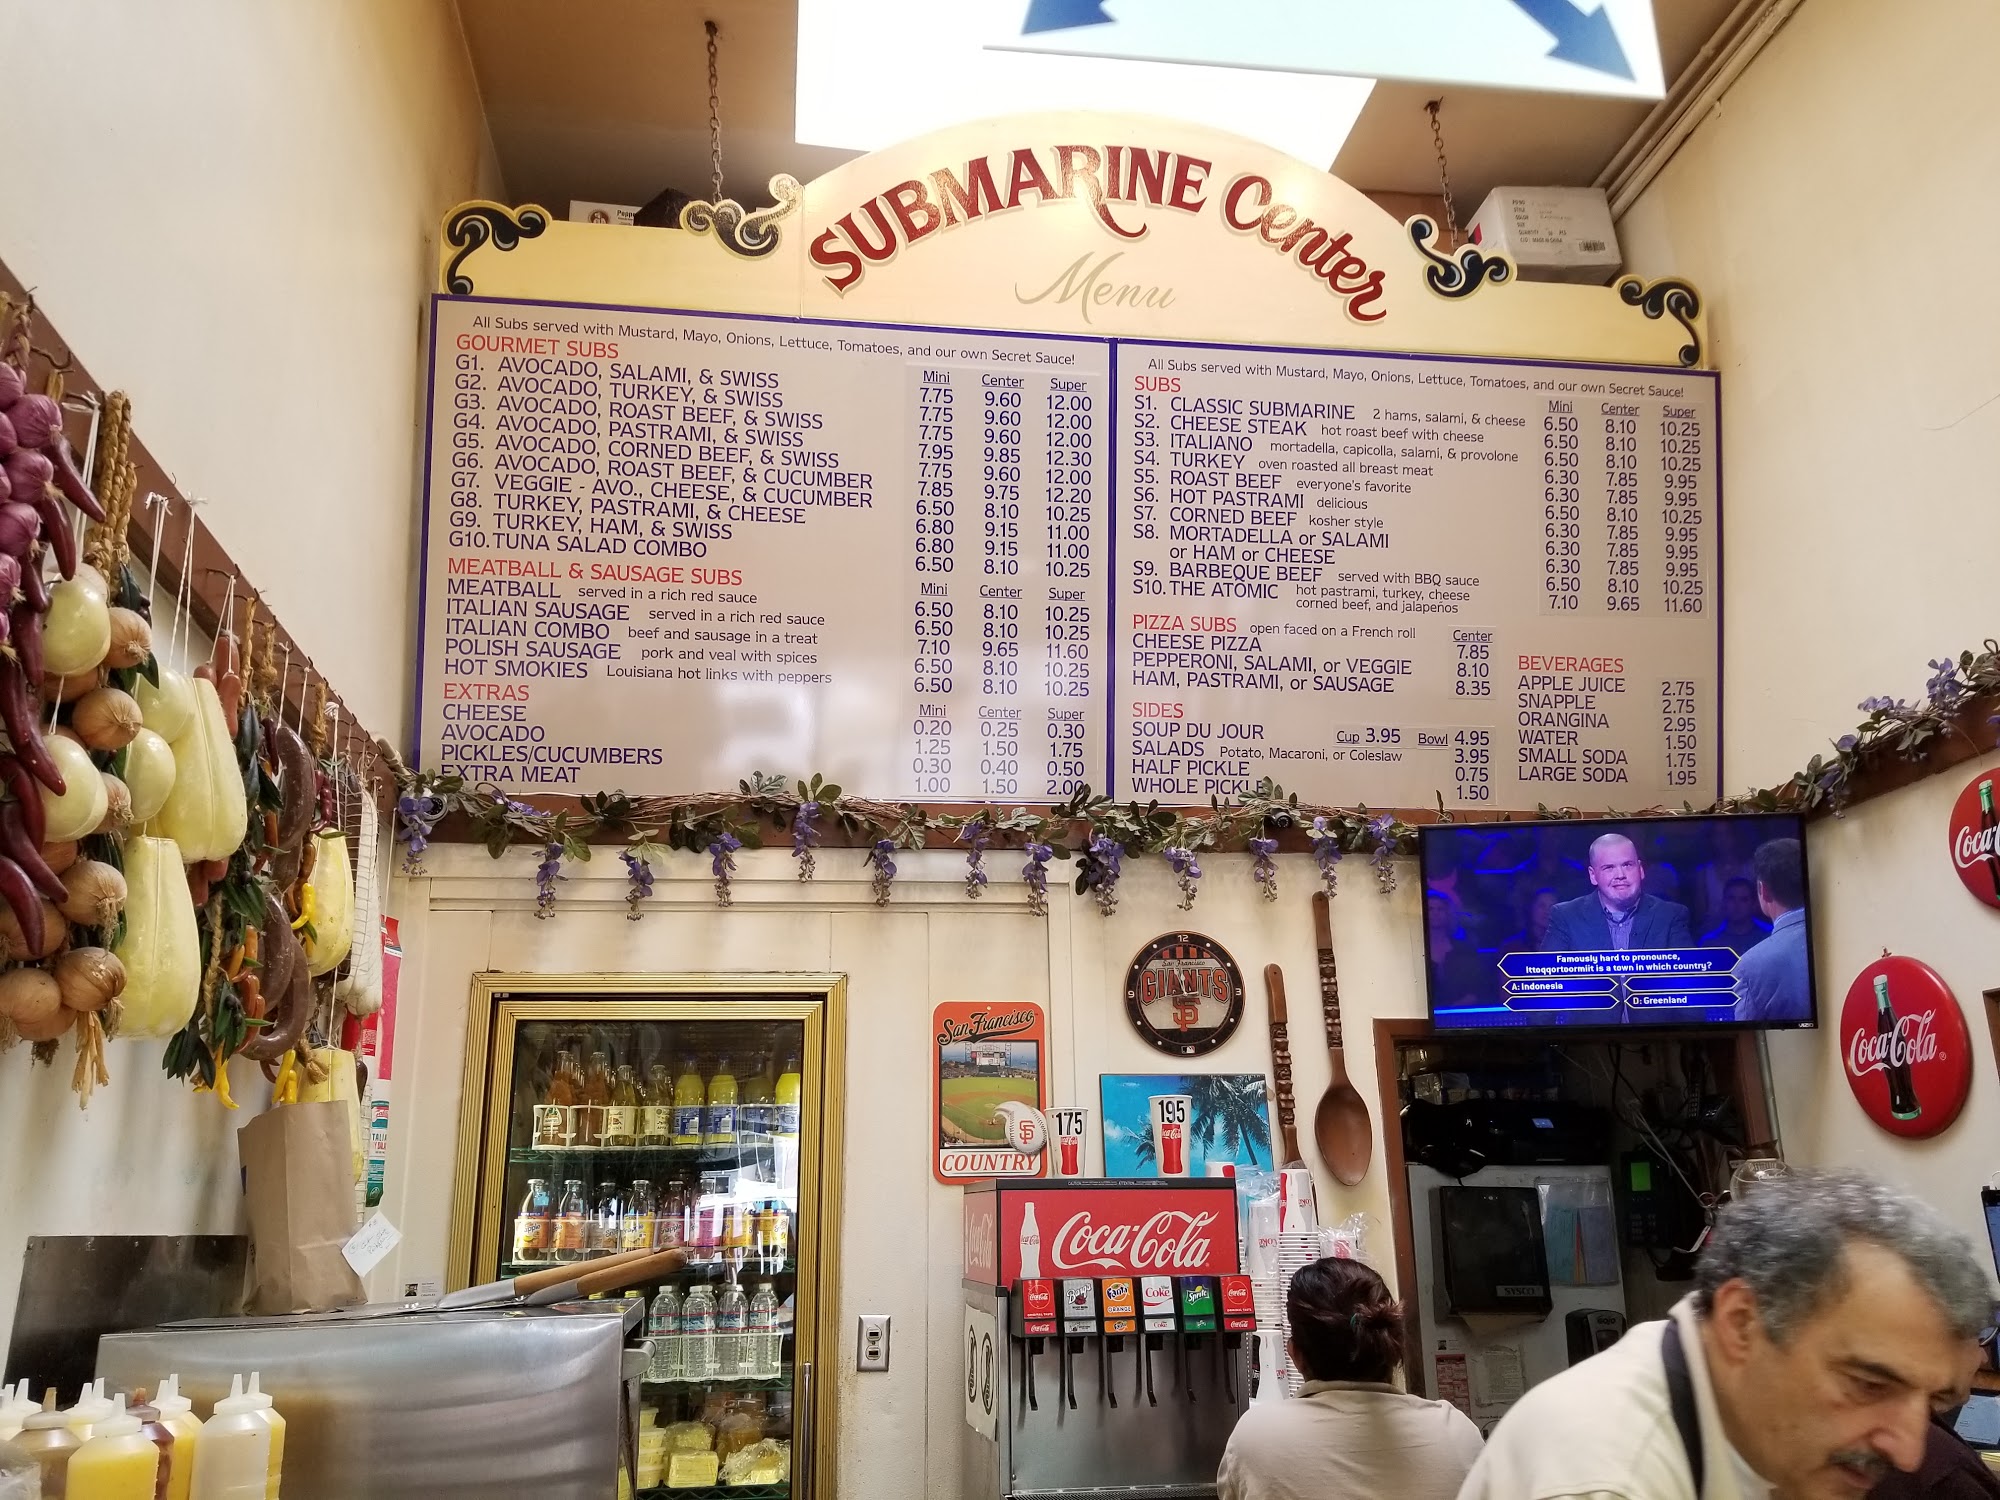 SUBMARINE Center
Menu
All Subs served with Mustard, Mayo, Onions, Lettuce, Tomatoes, and our own Secret Sauce!
GOURMET SUBS Mini Center Super
G1. AVOCADO, SALAMI, & SWISS 7.75 9.60 12.00
G2. AVOCADO, TURKEY, & SWISS 7.75 9.60 12.00
G3. AVOCADO, ROAST BEEF, & SWISS 7.75 9.60 12.00
G4. AVOCADO, PASTRAMI, & SWISS 7.95 9.85 12.30
G5. AVOCADO, CORNED BEEF, & SWISS 7.75 9.60 12.00
G6. AVOCADO, ROAST BEEF, & CUCUMBER 7.85 9.75 12.20
G7. VEGGIE - AVO., CHEESE, & CUCUMBER 6.50 8.10 10.25
G8. TURKEY, PASTRAMI, & CHEESE 6.80 9.15 11.00
G9. TURKEY, HAM, & SWISS 6.80 9.15 11.00
G10. TUNA SALAD COMBO 6.50 8.10 10.25
MEATBALL & SAUSAGE SUBS Mini Center Super
MEATBALL served in a rich red sauce 6.50 8.10 10.25
ITALIAN SAUSAGE served in a rich red sauce 6.50 8.10 10.25
ITALIAN COMBO beef and sausage in a treat 7.10 9.65 11.60
POLISH SAUSAGE pork and veal with spices 6.50 8.10 10.25
HOT SMOKIES Louisiana hot links with peppers 6.50 8.10 10.25
EXTRAS Mini Center Super
CHEESE 0.20 0.25 0.30
AVOCADO 1.25 1.50 1.75
PICKLES/CUCUMBERS 0.30 0.40 0.50
EXTRA MEAT 1.00 1.50 2.00
All Subs served with Mustard, Mayo, Onions, Lettuce, Tomatoes, and our own Secret Sauce!
SUBS Mini Center Super
S1. CLASSIC SUBMARINE 2 hams, salami, & cheese 6.50 8.10 10.25
S2. CHEESE STEAK hot roast beef with cheese 6.50 8.10 10.25
S3. ITALIANO mortadella, capicolla, salami, & provolone 6.50 8.10 10.25
S4. TURKEY oven roasted all breast meat 6.30 7.85 9.95
S5. ROAST BEEF everyone's favorite 6.30 7.85 9.95
S6. HOT PASTRAMI delicious 6.50 8.10 10.25
S7. CORNED BEEF kosher style 6.30 7.85 9.95
S8. MORTADELLA or SALAMI 6.30 7.85 9.95
or HAM or CHEESE 6.30 7.85 9.95
S9. BARBEQUE BEEF served with BBQ sauce 6.50 8.10 10.25
S10. THE ATOMIC hot pastrami, turkey, cheese 7.10 9.65 11.60
corned beef, and jalapeños
PIZZA SUBS open faced on a French roll Center
CHEESE PIZZA 7.85
PEPPERONI, SALAMI, or VEGGIE 8.10
HAM, PASTRAMI, or SAUSAGE 8.35
SIDES
SOUP DU JOUR Cup 3.95 Bowl 4.95
SALADS Potato, Macaroni, or Coleslaw 3.95
HALF PICKLE 0.75
WHOLE PICKLE 1.50
BEVERAGES
APPLE JUICE 2.75
SNAPPLE 2.75
ORANGINA 2.95
WATER 1.50
SMALL SODA 1.75
LARGE SODA 1.95
Famously hard to pronounce,
Ittoqqortoormiit is a town in which country?
A: Indonesia
D: Greenland
VIZIO
Coca-Cola
Coca-Cola
12
San Francisco
GIANTS
SF
9 3
San Francisco
SF
COUNTRY
175
195
Coca-Cola
Coca-Cola
Barq's
Fanta
ORANGE
Coke
Sprite
Coca-Cola
Snapple
SYSCO